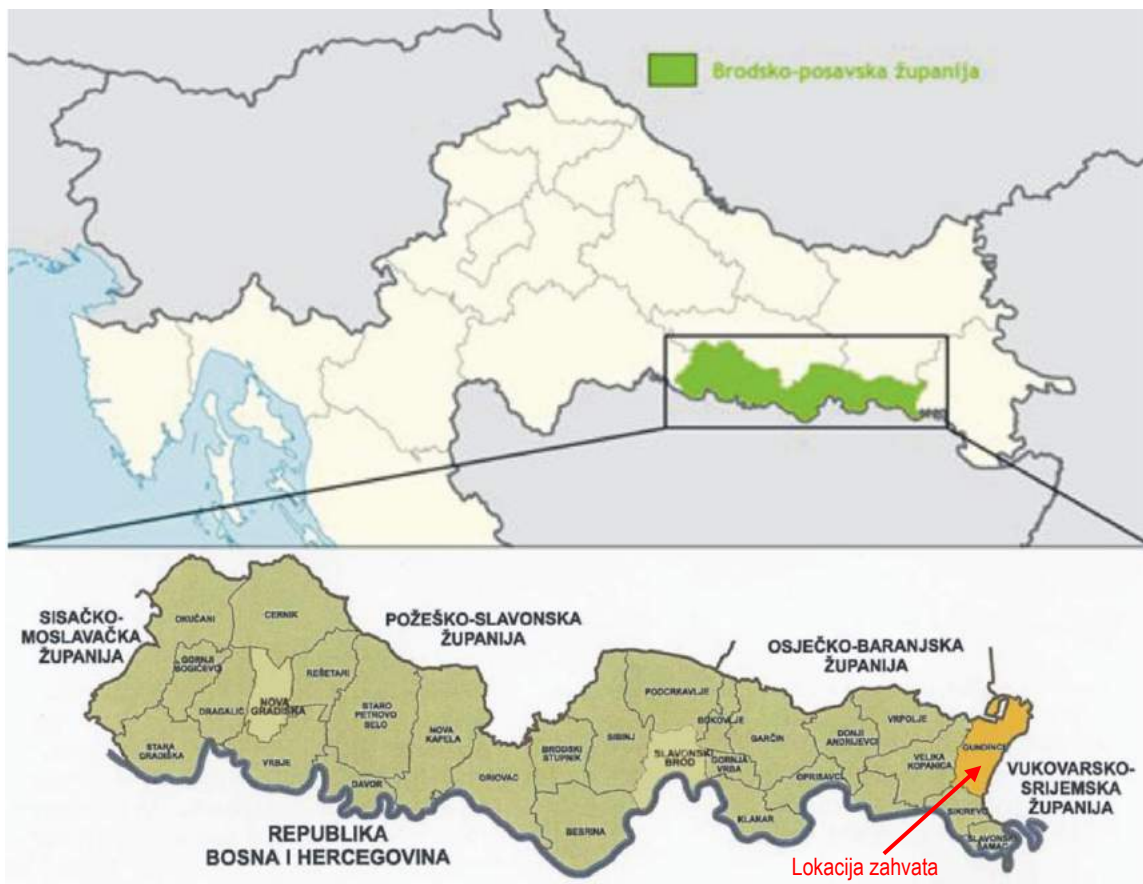 Brodsko-posavska županija
SISAČKO-
MOSLAVAČKA
ŽUPANIJA
POŽEŠKO-SLAVONSKA
ŽUPANIJA
OSJEČKO-BARANJSKA
ŽUPANIJA
VUKOVARSKO-
SRIJEMSKA
ŽUPANIJA
REPUBLIKA
BOSNA I HERCEGOVINA
OKUČANI
CERNIK
GORNJI
BOGIĆEVCI
REŠETARI
DRAGALIĆ
NOVA
GRADIŠKA
STARO
PETROVO
SELO
NOVA
KAPELA
STARA
GRADIŠKA
VRBJE
DAVOR
ORIOVAC
BRODSKI
STUPNIK
SIBINJ
PODCRKAVLJE
BUKOVLJE
GARČIN
SLAVONSKI
BROD
GORNJA
VRBA
BEBRINA
KLAKAR
OPRISAVCI
DONJI
ANDRIJEVCI
VRPOLJE
VELIKA
KOPANICA
GUNDINCI
SIKIREVCI
SLAVONSKI
ŠAMAC
Lokacija zahvata